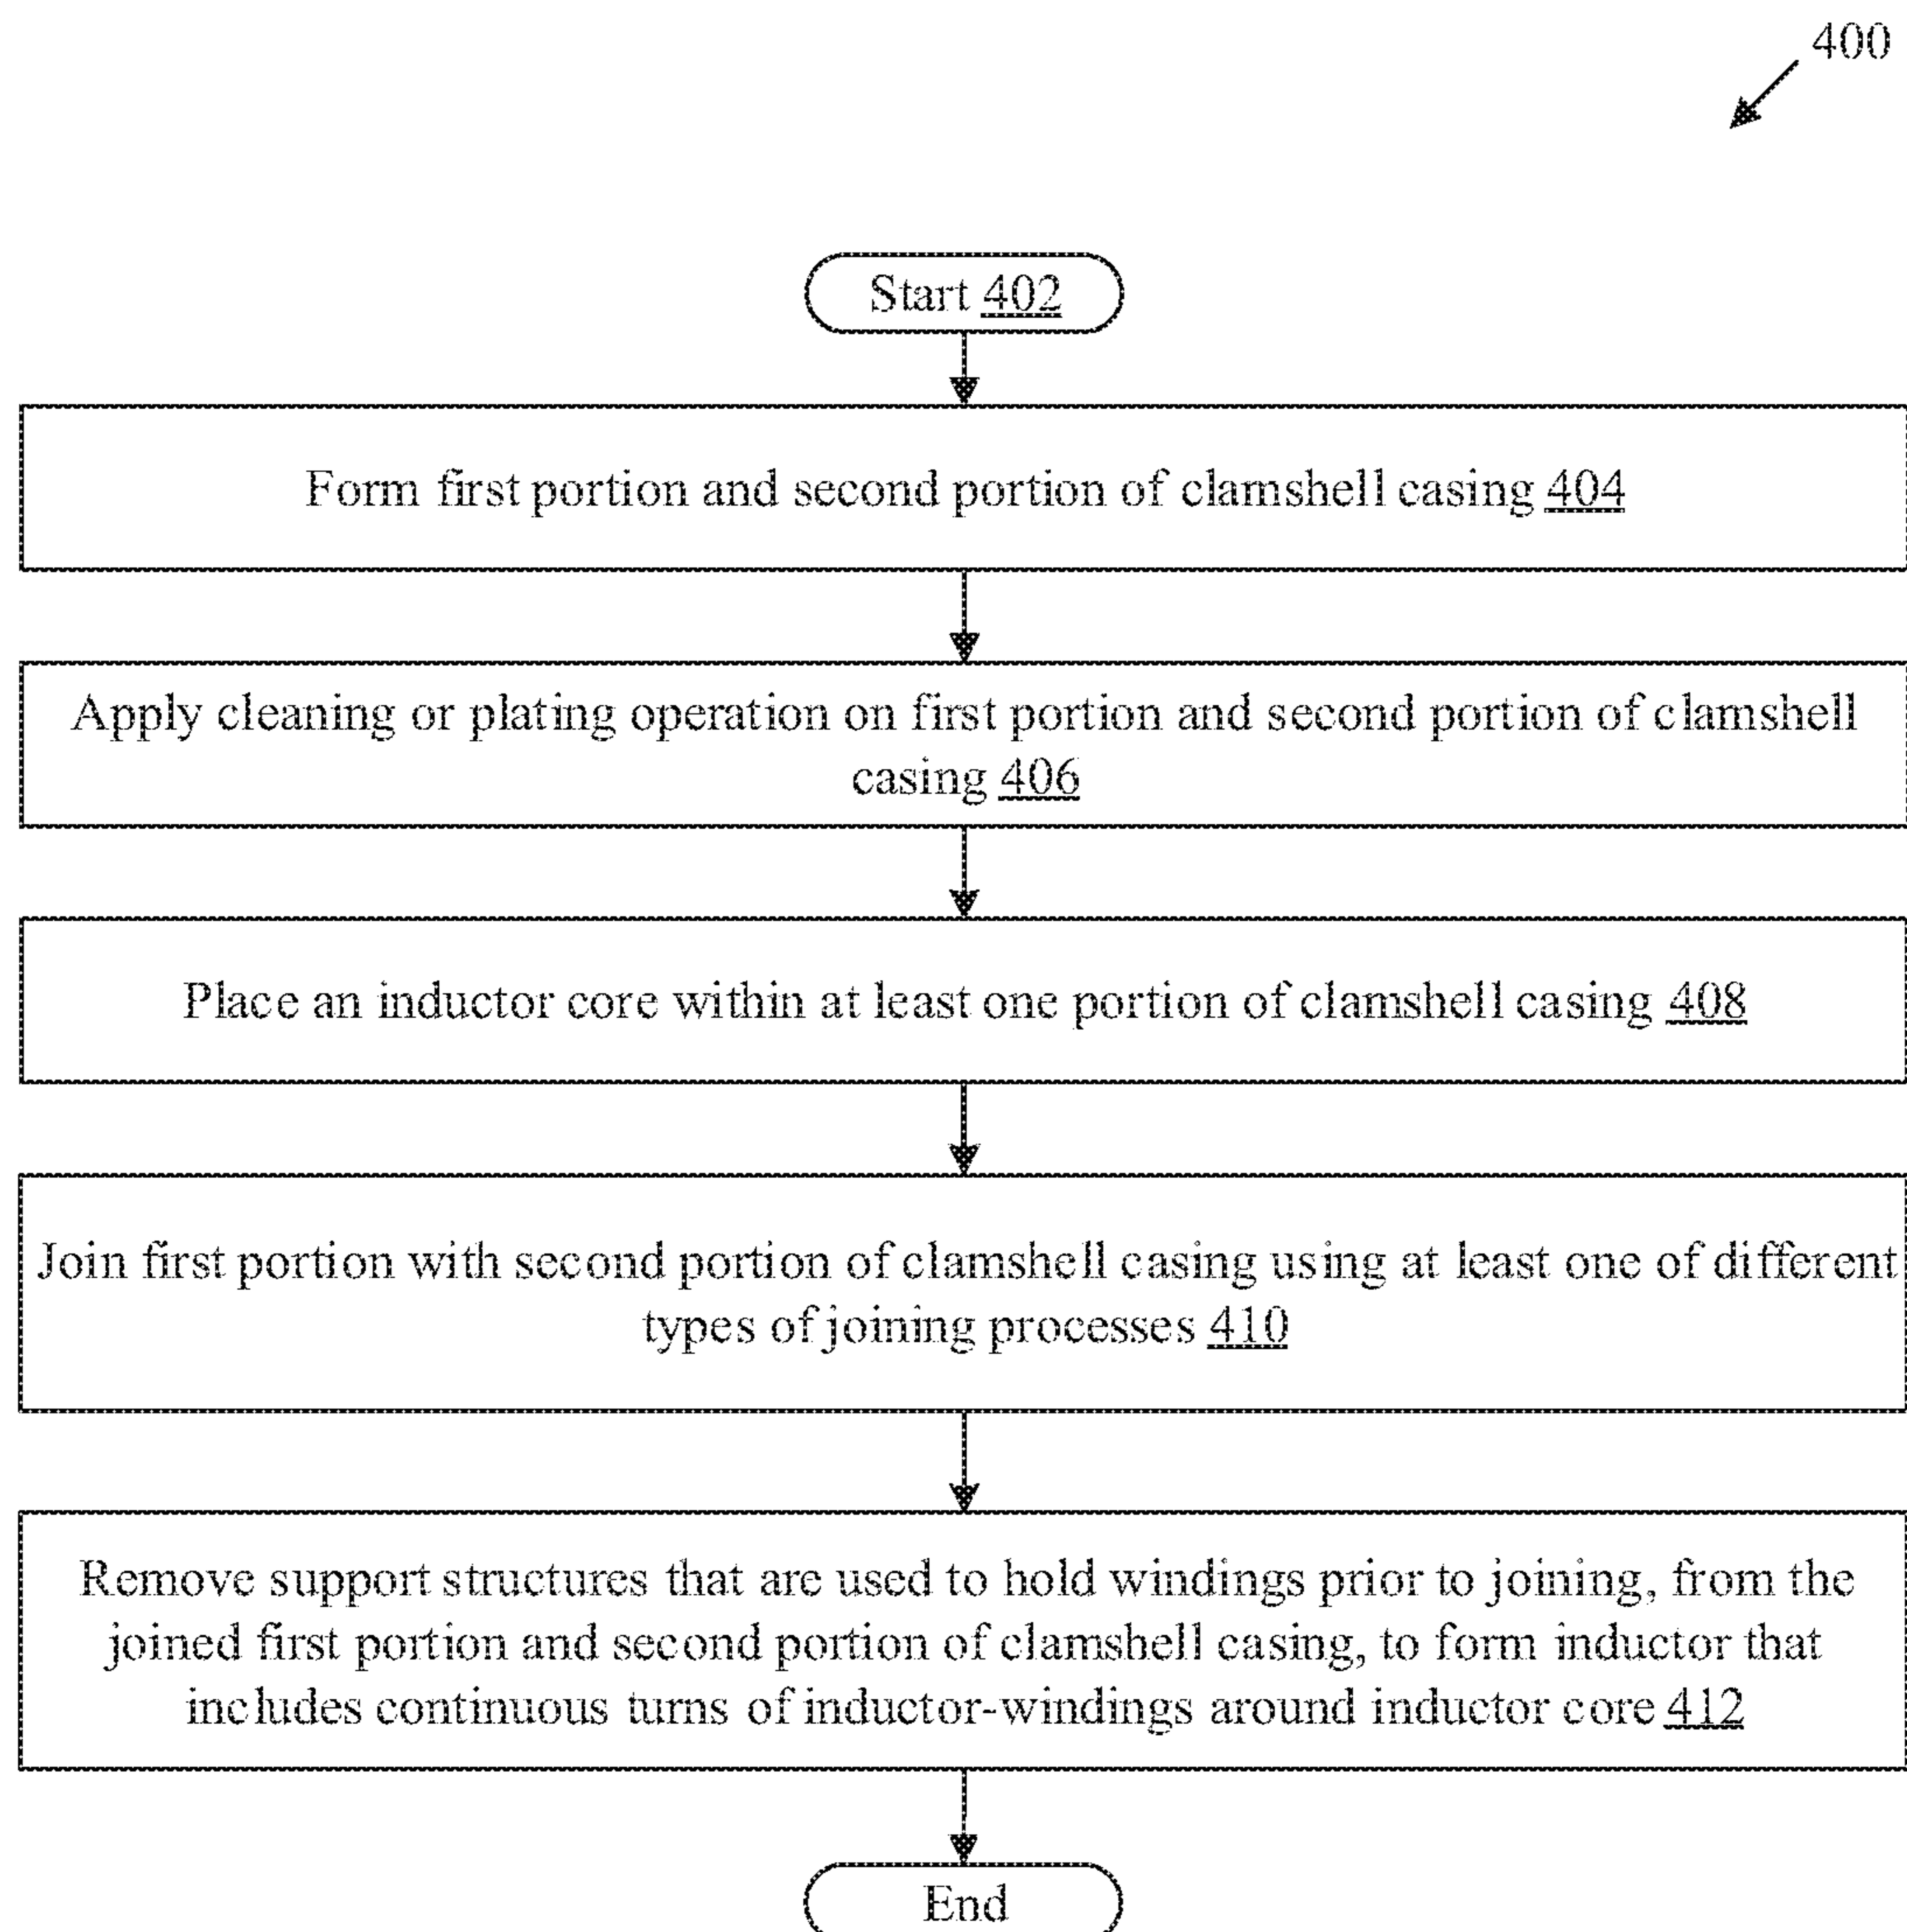 400
Start 402
Form first portion and second portion of clamshell casing 404
Apply cleaning or plating operation on first portion and second portion of clamshell
casing 406
Place an inductor core within at least one portion of clamshell casing 408
Join first portion with second portion of clamshell casing using at least one of different
types of joining processes 410
Remove support structures that are used to hold windings prior to joining, from the
joined first portion and second portion of clamshell casing, to form inductor that
includes continuous turns of inductor-windings around inductor core 412
End